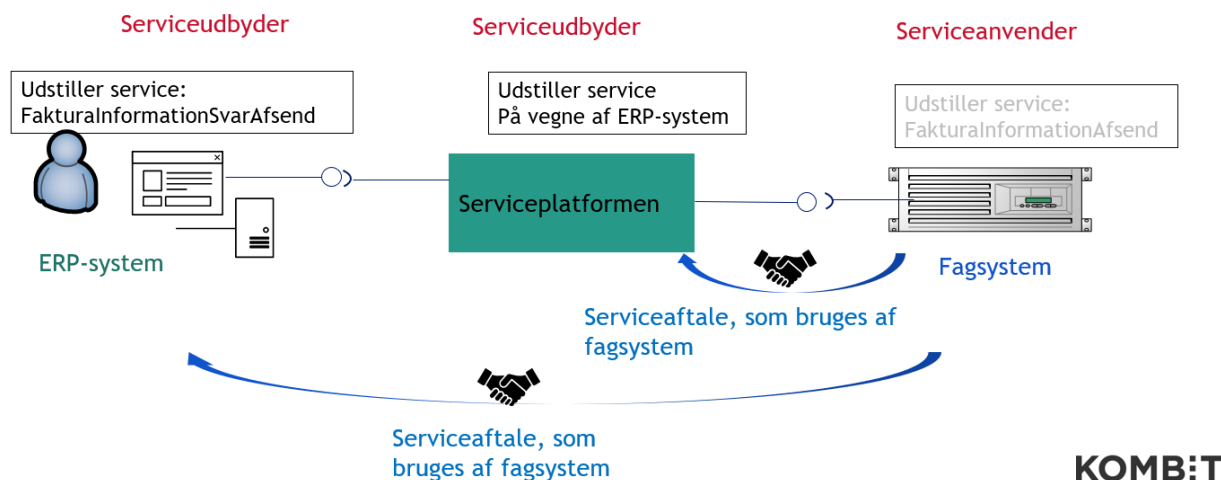 Serviceudbyder
Serviceudbyder
Serviceanvender
Udstiller service:
FakturaInformationSvarAfsend
Udstiller service
På vegne af ERP-system
Udstiller service:
FakturaInformationAfsend
Serviceplatformen
ERP-system
Fagsystem
Serviceaftale, som bruges af
fagsystem
Serviceaftale, som
bruges af fagsystem
KOMBIT